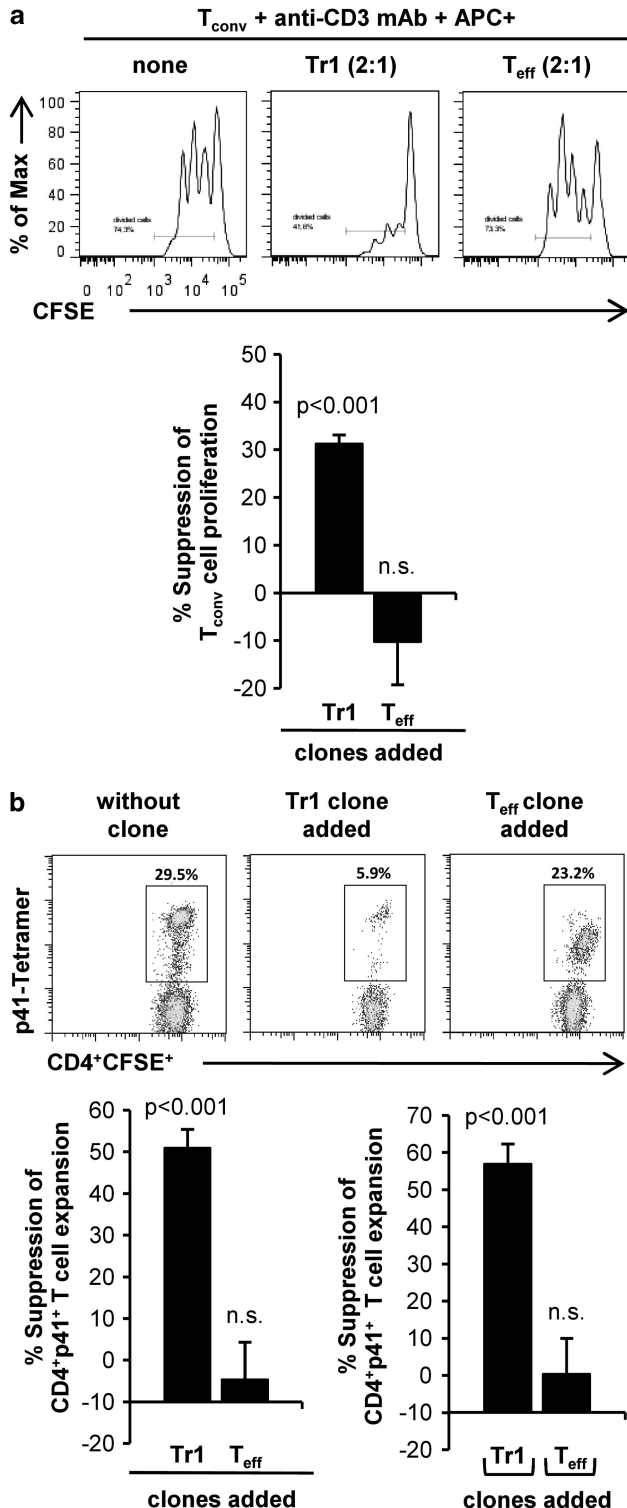 a
Tconv + anti-CD3 mAb + APC+
none
Tr1 (2:1)
Teff (2:1)
% of Max
100
80
60
40
20
0
divided cells
74,3%
divided cells
41,6%
divided cells
73,3%
0 10² 10³ 10⁴ 10⁵
CFSE
% Suppression of
Tconv cell proliferation
50
40
30
20
10
0
-10
-20
p<0.001
n.s.
Tr1 Teff
clones added
b
without
clone
Tr1 clone
added
Teff clone
added
p41-Tetramer
29.5%
5.9%
23.2%
CD4⁺CFSE⁺
% Suppression of
CD4⁺p41⁺ T cell expansion
60
50
40
30
20
10
0
-10
-20
p<0.001
n.s.
Tr1 Teff
clones added
% Suppression of
CD4⁺p41⁺ T cell expansion
70
60
50
40
30
20
10
0
-10
-20
p<0.001
n.s.
Tr1 Teff
clones added